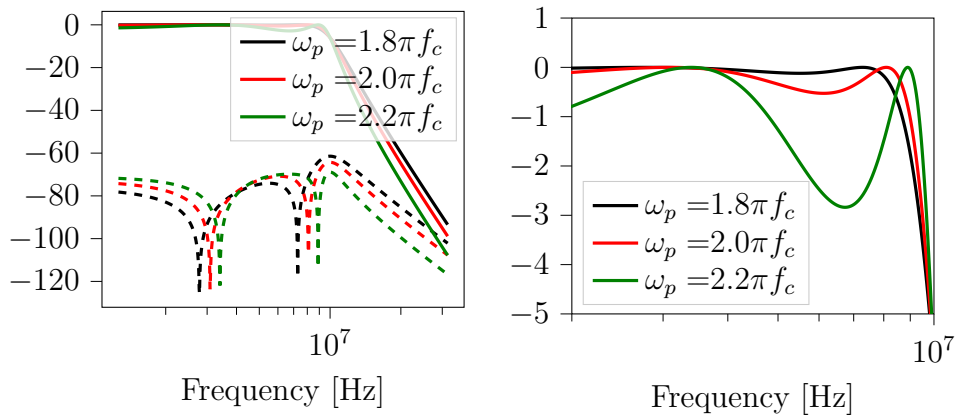 0
−20
−40
−60
−80
−100
−120
ω_p =1.8πf_c
ω_p =2.0πf_c
ω_p =2.2πf_c
10^7
Frequency [Hz]
1
0
−1
−2
−3
−4
−5
ω_p =1.8πf_c
ω_p =2.0πf_c
ω_p =2.2πf_c
10^7
Frequency [Hz]